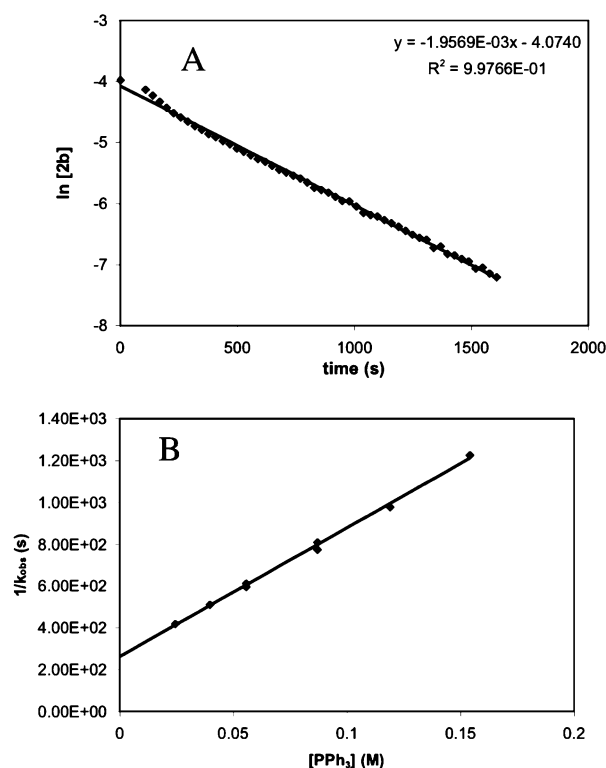 -3
y = -1.9569E-03x - 4.0740
A
R² = 9.9766E-01
-4
-5
-6
-7
-8
ln [2b]
0
500
1000
1500
2000
time (s)
1.40E+03
B
1.20E+03
1.00E+03
8.00E+02
6.00E+02
4.00E+02
2.00E+02
0.00E+00
1/kobs (s)
0
0.05
0.1
0.15
0.2
[PPh₃] (M)